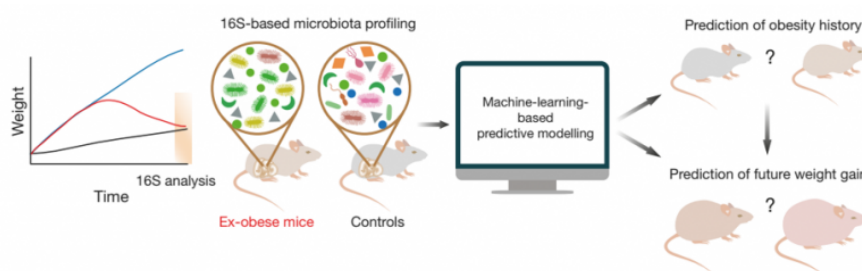 16S-based microbiota profiling
Weight
Time
16S analysis
Ex-obese mice
Controls
Machine-learning-
based
predictive modelling
Prediction of obesity history
?
Prediction of future weight gain
?